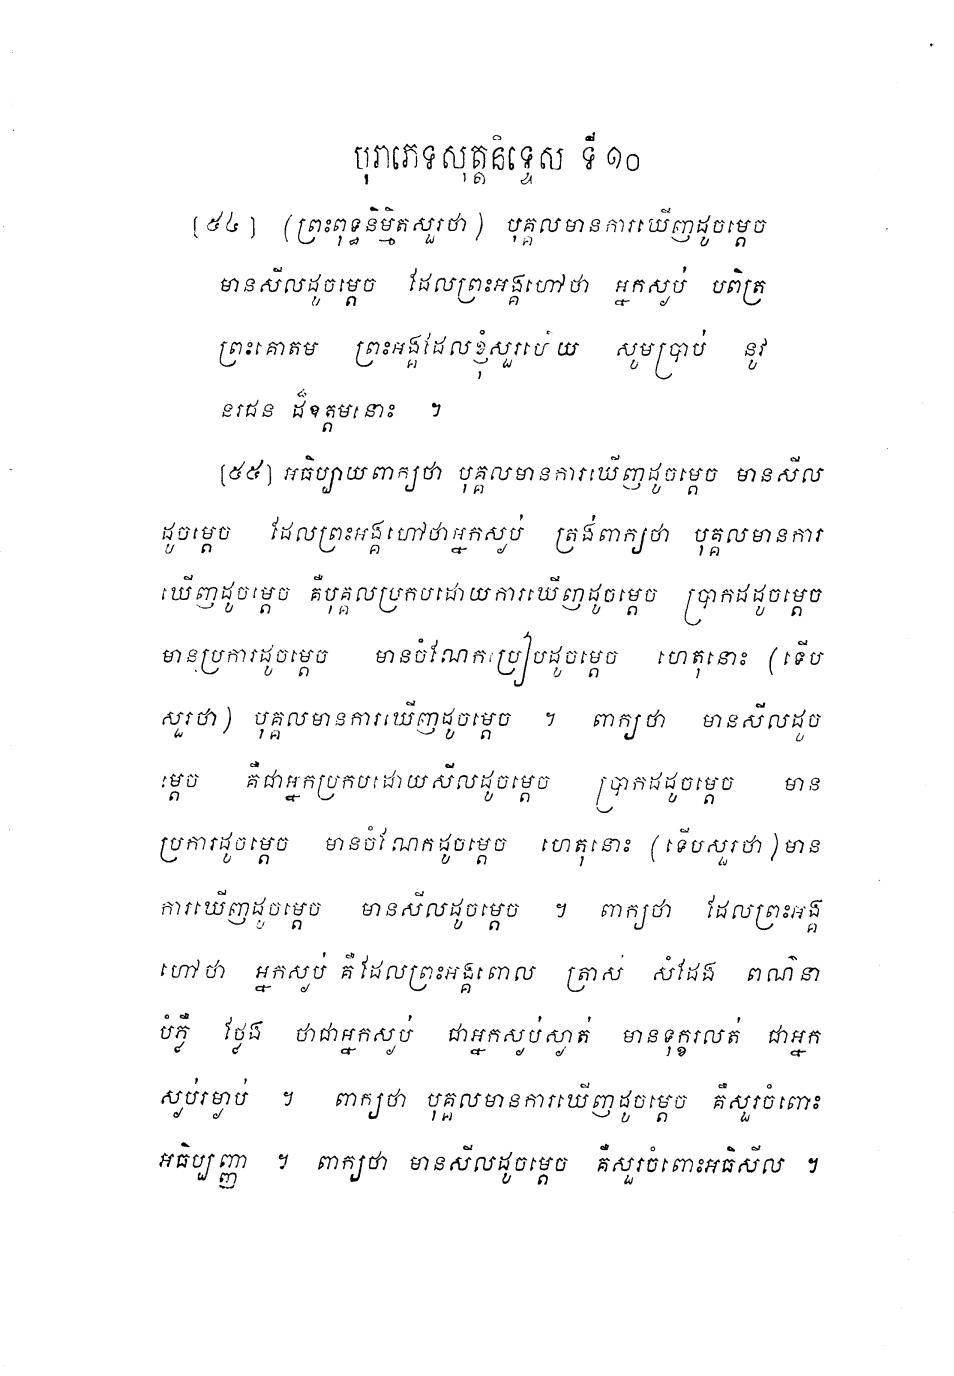 បុរាភេទសុត្តនិទ្ទេស ទី ១០
[៥៤] (ព្រះពុទ្ធនិម្មិតសួរថា) បុគ្គលមានការឃើញដូចម្តេច
មានសីលដូចម្តេច ដែលព្រះអង្គហៅថា អ្នកស្ងប់ បពិត្រ
ព្រះគោតម ព្រះអង្គដែលខ្ញុំសួរហើយ សូមប្រាប់ នូវ
នរជន ដ៏ឧត្តមនោះ ។
[៥៥] អធិប្បាយពាក្យថា បុគ្គលមានការឃើញដូចម្តេច មានសីល
ដូចម្តេច ដែលព្រះអង្គហៅថាអ្នកស្ងប់ ត្រង់ពាក្យថា បុគ្គលមានការ
ឃើញដូចម្តេច គឺបុគ្គលប្រកបដោយការឃើញដូចម្តេច ប្រាកដដូចម្តេច
មានប្រការដូចម្តេច មានចំណែកប្រៀបដូចម្តេច ហេតុនោះ (ទើប
សួរថា) បុគ្គលមានការឃើញដូចម្តេច ។ ពាក្យថា មានសីលដូច
ម្តេច គឺជាអ្នកប្រកបដោយសីលដូចម្តេច ប្រាកដដូចម្តេច មាន
ប្រការដូចម្តេច មានចំណែកដូចម្តេច ហេតុនោះ (ទើបសួរថា) មាន
ការឃើញដូចម្តេច មានសីលដូចម្តេច ។ ពាក្យថា ដែលព្រះអង្គ
ហៅថា អ្នកស្ងប់ គឺដែលព្រះអង្គពោល ត្រាស់ សំដែង ពណ៌នា
បំភ្លឺ ថ្លែង ថាជាអ្នកស្ងប់ ជាអ្នកស្ងប់ស្ងាត់ មានទុក្ខរលត់ ជាអ្នក
ស្ងប់រម្ងាប់ ។ ពាក្យថា បុគ្គលមានការឃើញដូចម្តេច គឺសួរចំពោះ
អធិប្បញ្ញា ។ ពាក្យថា មានសីលដូចម្តេច គឺសួរចំពោះអធិសីល ។